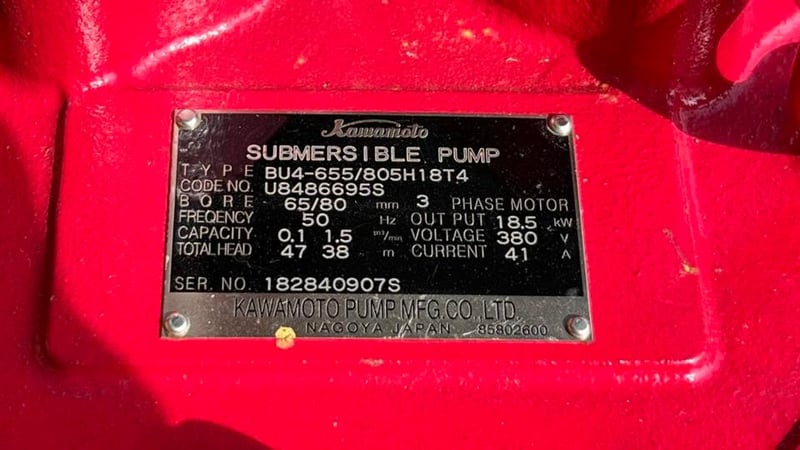 Kawamoto
SUBMERSIBLE PUMP
TYPE BU4-655/805H18T4
CODE NO. U8486695S
BORE 65/80 mm 3 PHASE MOTOR
FREQENCY 50 Hz OUT PUT 18.5 kW
CAPACITY 0.1 1.5 m³/min VOLTAGE 380 V
TOTAL HEAD 47 38 m CURRENT 41 A
SER. NO. 182840907S
KAWAMOTO PUMP MFG. CO., LTD.
NAGOYA JAPAN 85802600